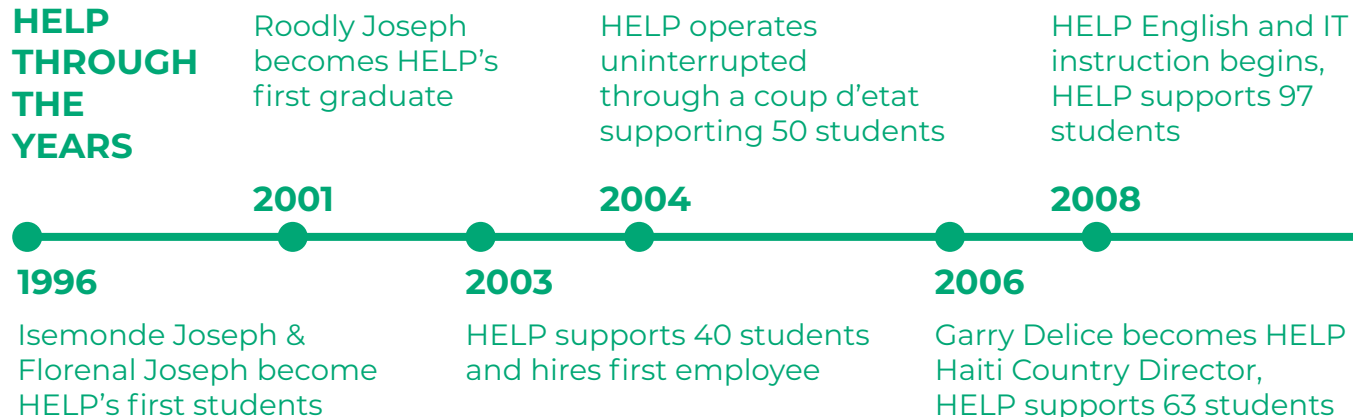 HELP
THROUGH
THE
YEARS
Roodly Joseph
becomes HELP's
first graduate
2001
HELP operates
uninterrupted
through a coup d'etat
supporting 50 students
2004
HELP English and IT
instruction begins,
HELP supports 97
students
2008
1996
Isemonde Joseph &
Florenal Joseph become
HELP's first students
2003
HELP supports 40 students
and hires first employee
2006
Garry Delice becomes HELP
Haiti Country Director,
HELP supports 63 students